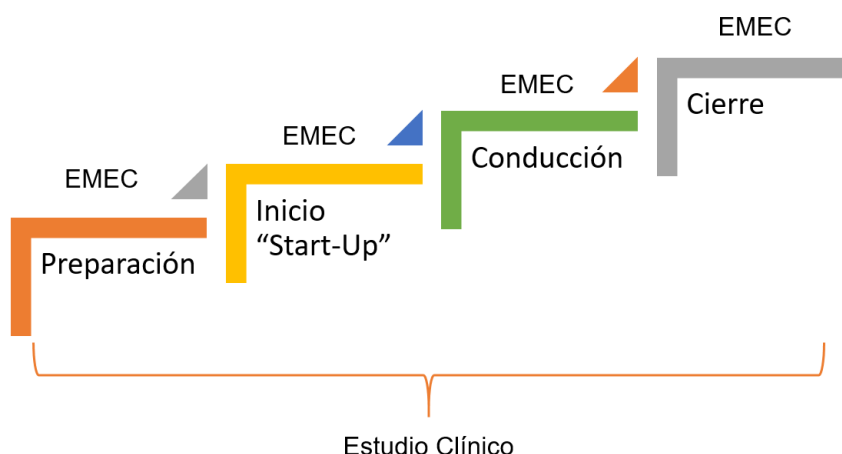 EMEC
Preparación
EMEC
Inicio
“Start-Up”
EMEC
Conducción
EMEC
Cierre
Estudio Clínico